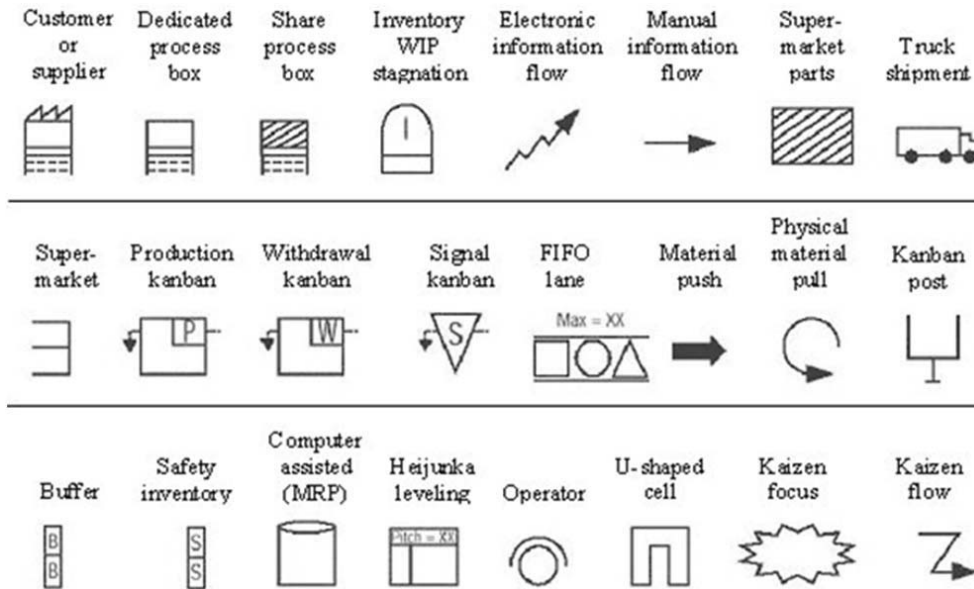 Customer or supplier
Dedicated process box
Share process box
Inventory WIP stagnation
Electronic information flow
Manual information flow
Super- market parts
Truck shipment
I
Super- market
Production kanban
Withdrawal kanban
Signal kanban
FIFO lane
Material push
Physical material pull
Kanban post
P
W
S
Max = XX
Buffer
Safety inventory
Computer assisted (MRP)
Heijunka leveling
Operator
U-shaped cell
Kaizen focus
Kaizen flow
B
B
S
S
Pitch = XX